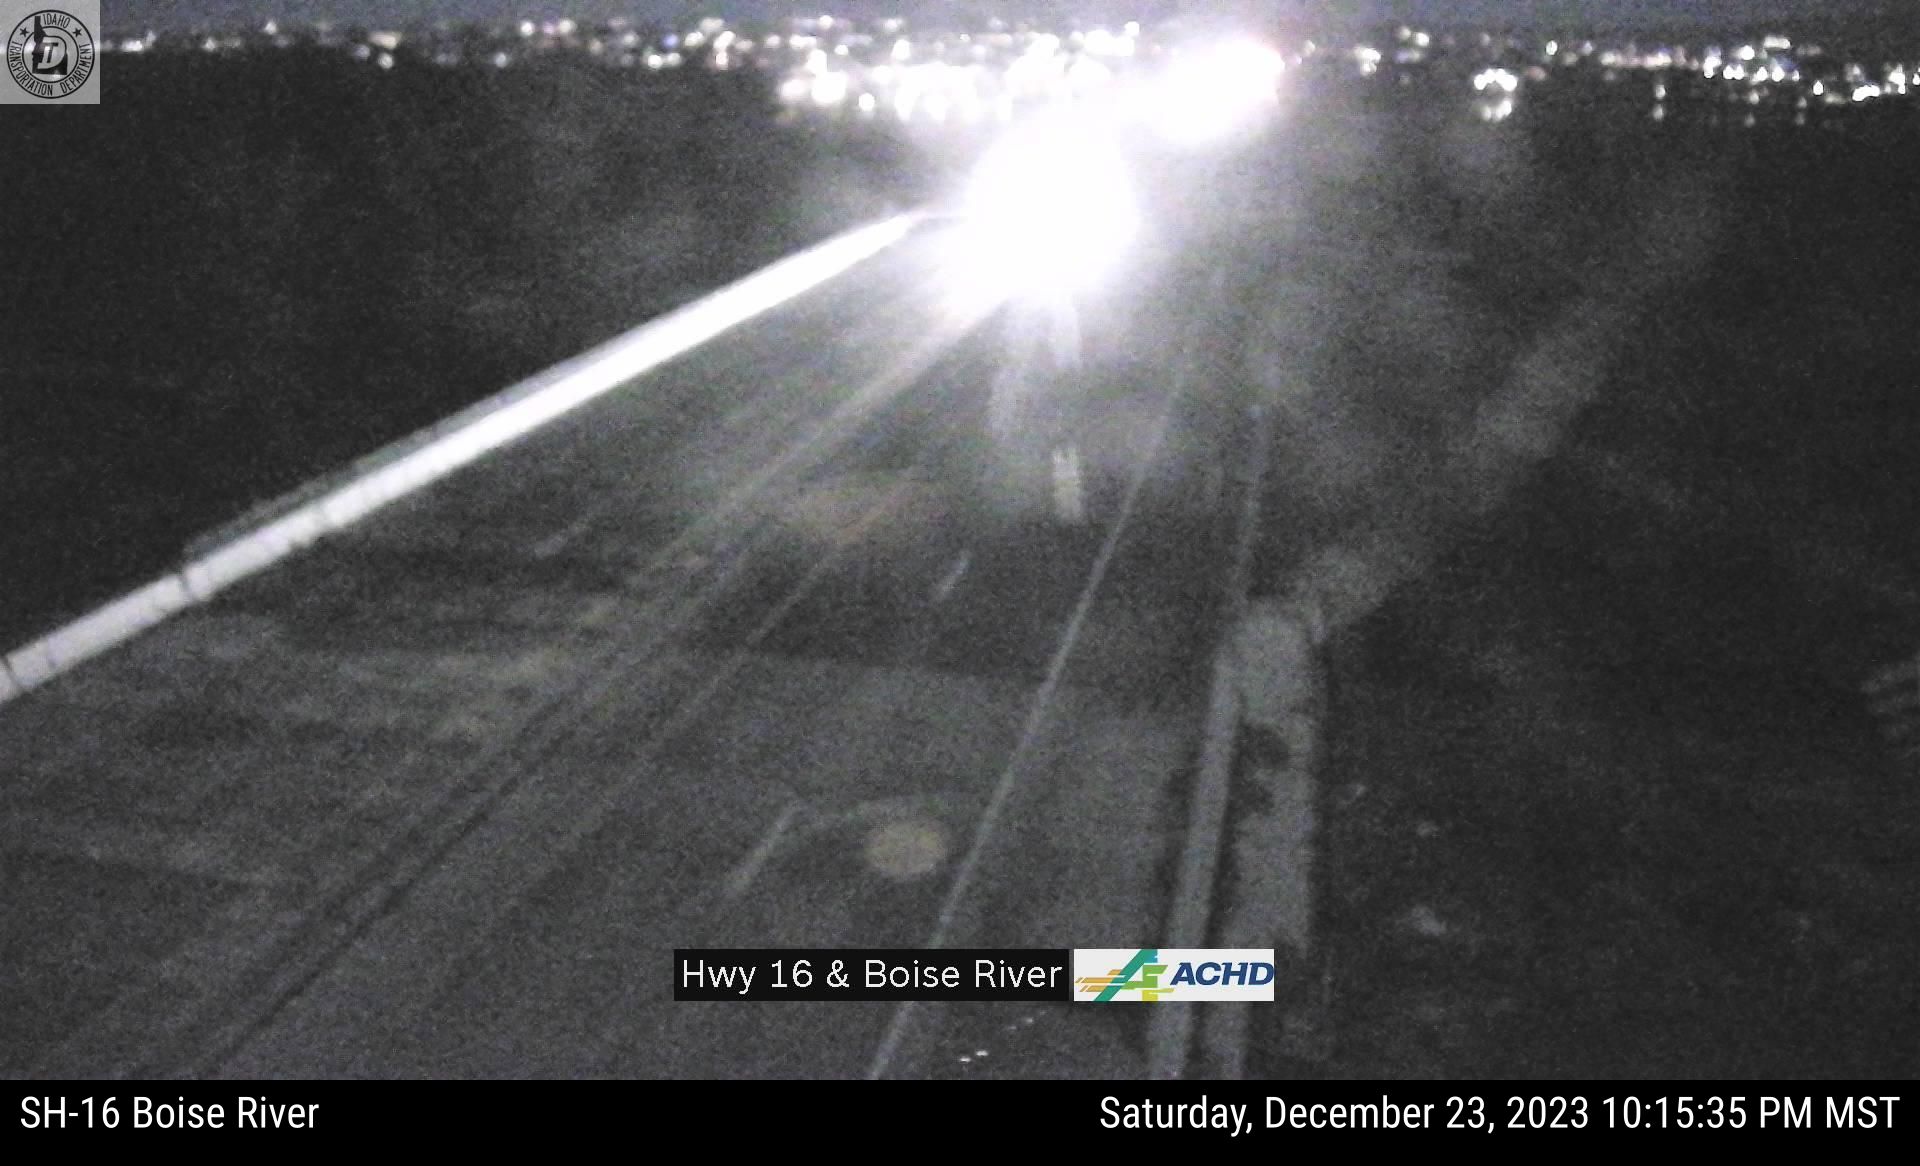 IDAHO
TRANSPORTATION DEPARTMENT
Hwy 16 & Boise River
ACHD
SH-16 Boise River
Saturday, December 23, 2023 10:15:35 PM MST